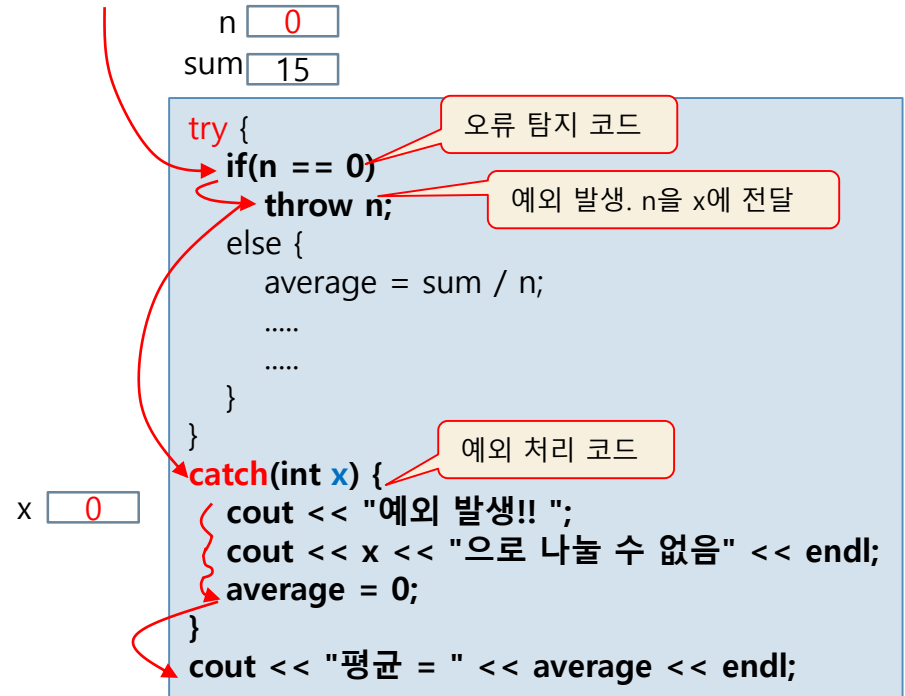 n 0
sum 15
try {
오류 탐지 코드
if(n == 0)
throw n;
예외 발생. n을 x에 전달
else {
average = sum / n;
.....
.....
}
}
예외 처리 코드
catch(int x) {
x 0
cout << "예외 발생!! ";
cout << x << "으로 나눌 수 없음" << endl;
average = 0;
}
cout << "평균 = " << average << endl;